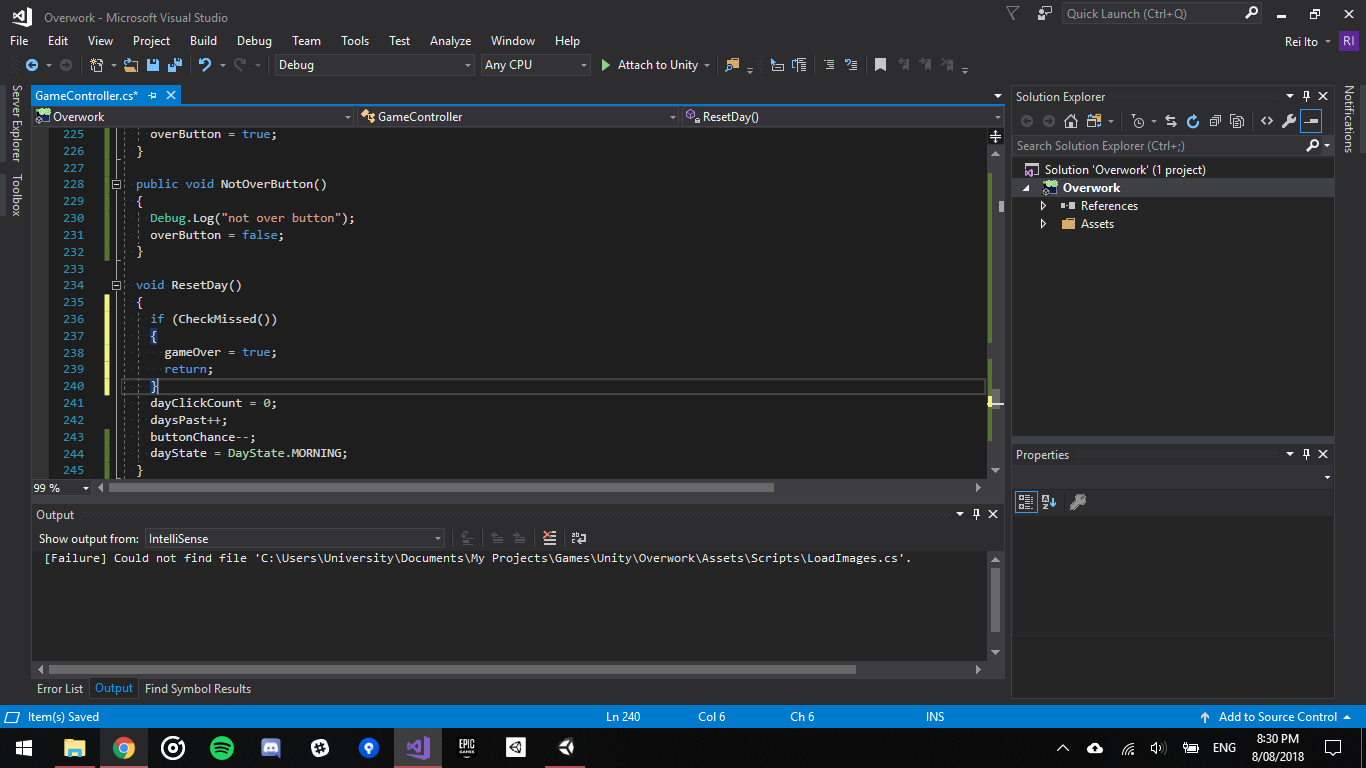 Overwork - Microsoft Visual Studio
Quick Launch (Ctrl+Q)
File Edit View Project Build Debug Team Tools Test Analyze Window Help
Rei Ito RI
Debug Any CPU Attach to Unity
Server Explorer
Toolbox
GameController.cs*
Overwork GameController ResetDay()
225 overButton = true;
226 }
227
228 public void NotOverButton()
229 {
230 Debug.Log("not over button");
231 overButton = false;
232 }
233
234 void ResetDay()
235 {
236 if (CheckMissed())
237 {
238 gameOver = true;
239 return;
240 }
241 dayClickCount = 0;
242 daysPast++;
243 buttonChance--;
244 dayState = DayState.MORNING;
245 }
99 %
Output
Show output from: IntelliSense
[Failure] Could not find file 'C:\Users\University\Documents\My Projects\Games\Unity\Overwork\Assets\Scripts\LoadImages.cs'.
Error List Output Find Symbol Results
Solution Explorer
Search Solution Explorer (Ctrl+;)
Solution 'Overwork' (1 project)
Overwork
References
Assets
Properties
Notifications
Item(s) Saved Ln 240 Col 6 Ch 6 INS Add to Source Control
EPIC GAMES
ENG
8:30 PM
8/08/2018